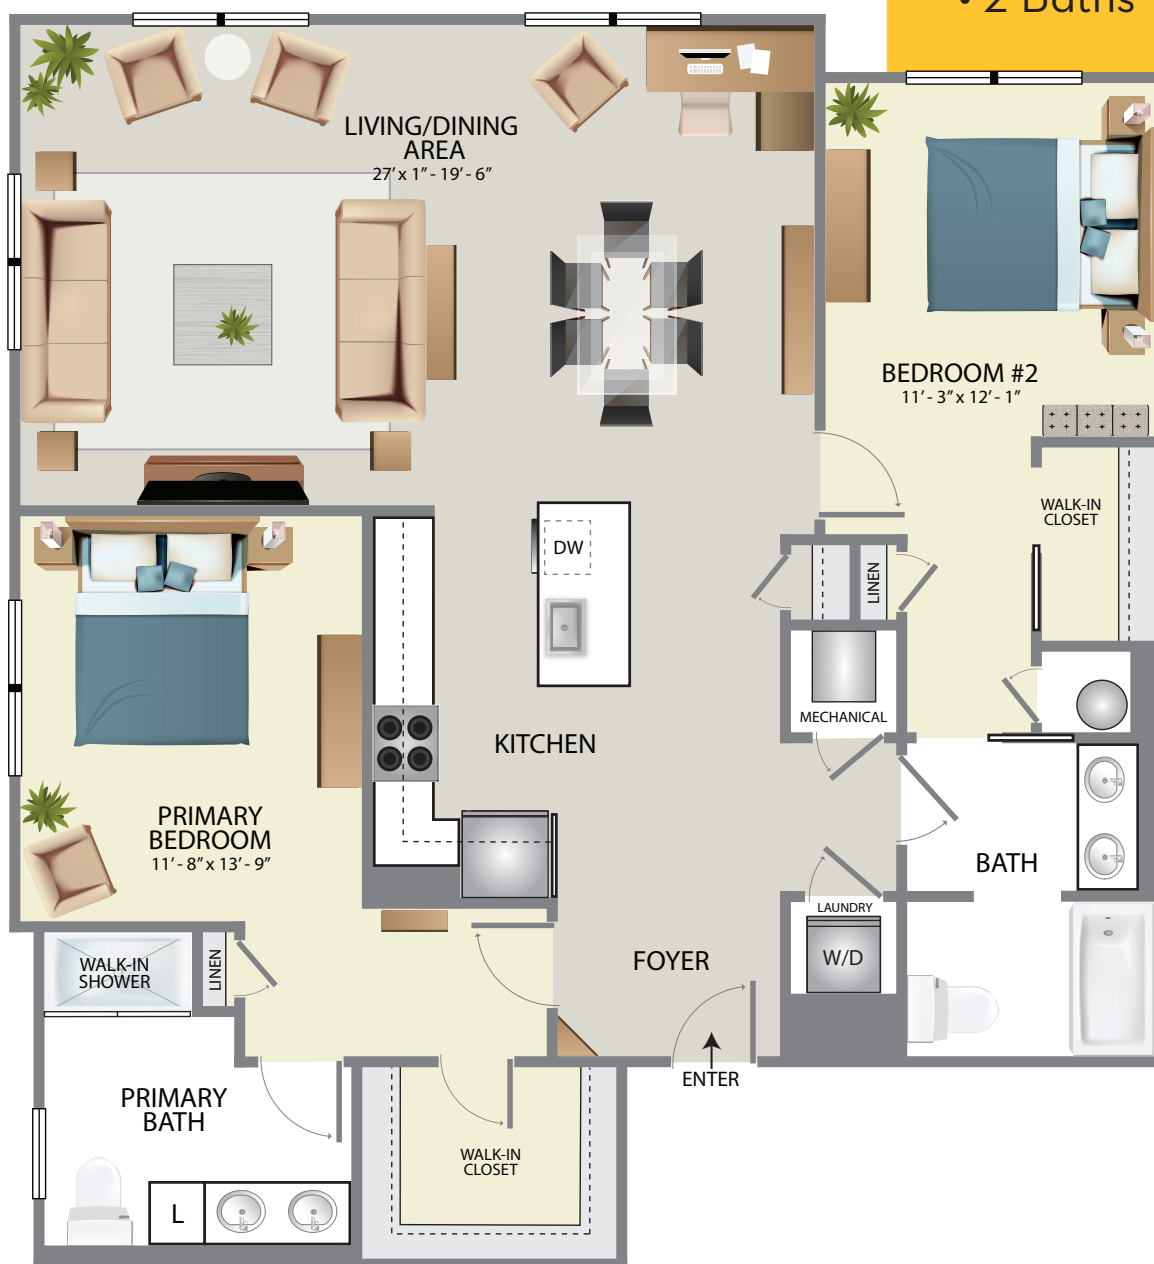 • 2 Baths
LIVING/DINING
AREA
27' x 1" - 19' - 6"
BEDROOM #2
11' - 3" x 12' - 1"
WALK-IN
CLOSET
DW
LINEN
MECHANICAL
KITCHEN
PRIMARY
BEDROOM
11' - 8" x 13' - 9"
BATH
LAUNDRY
W/D
FOYER
WALK-IN
SHOWER
LINEN
ENTER
PRIMARY
BATH
WALK-IN
CLOSET
L